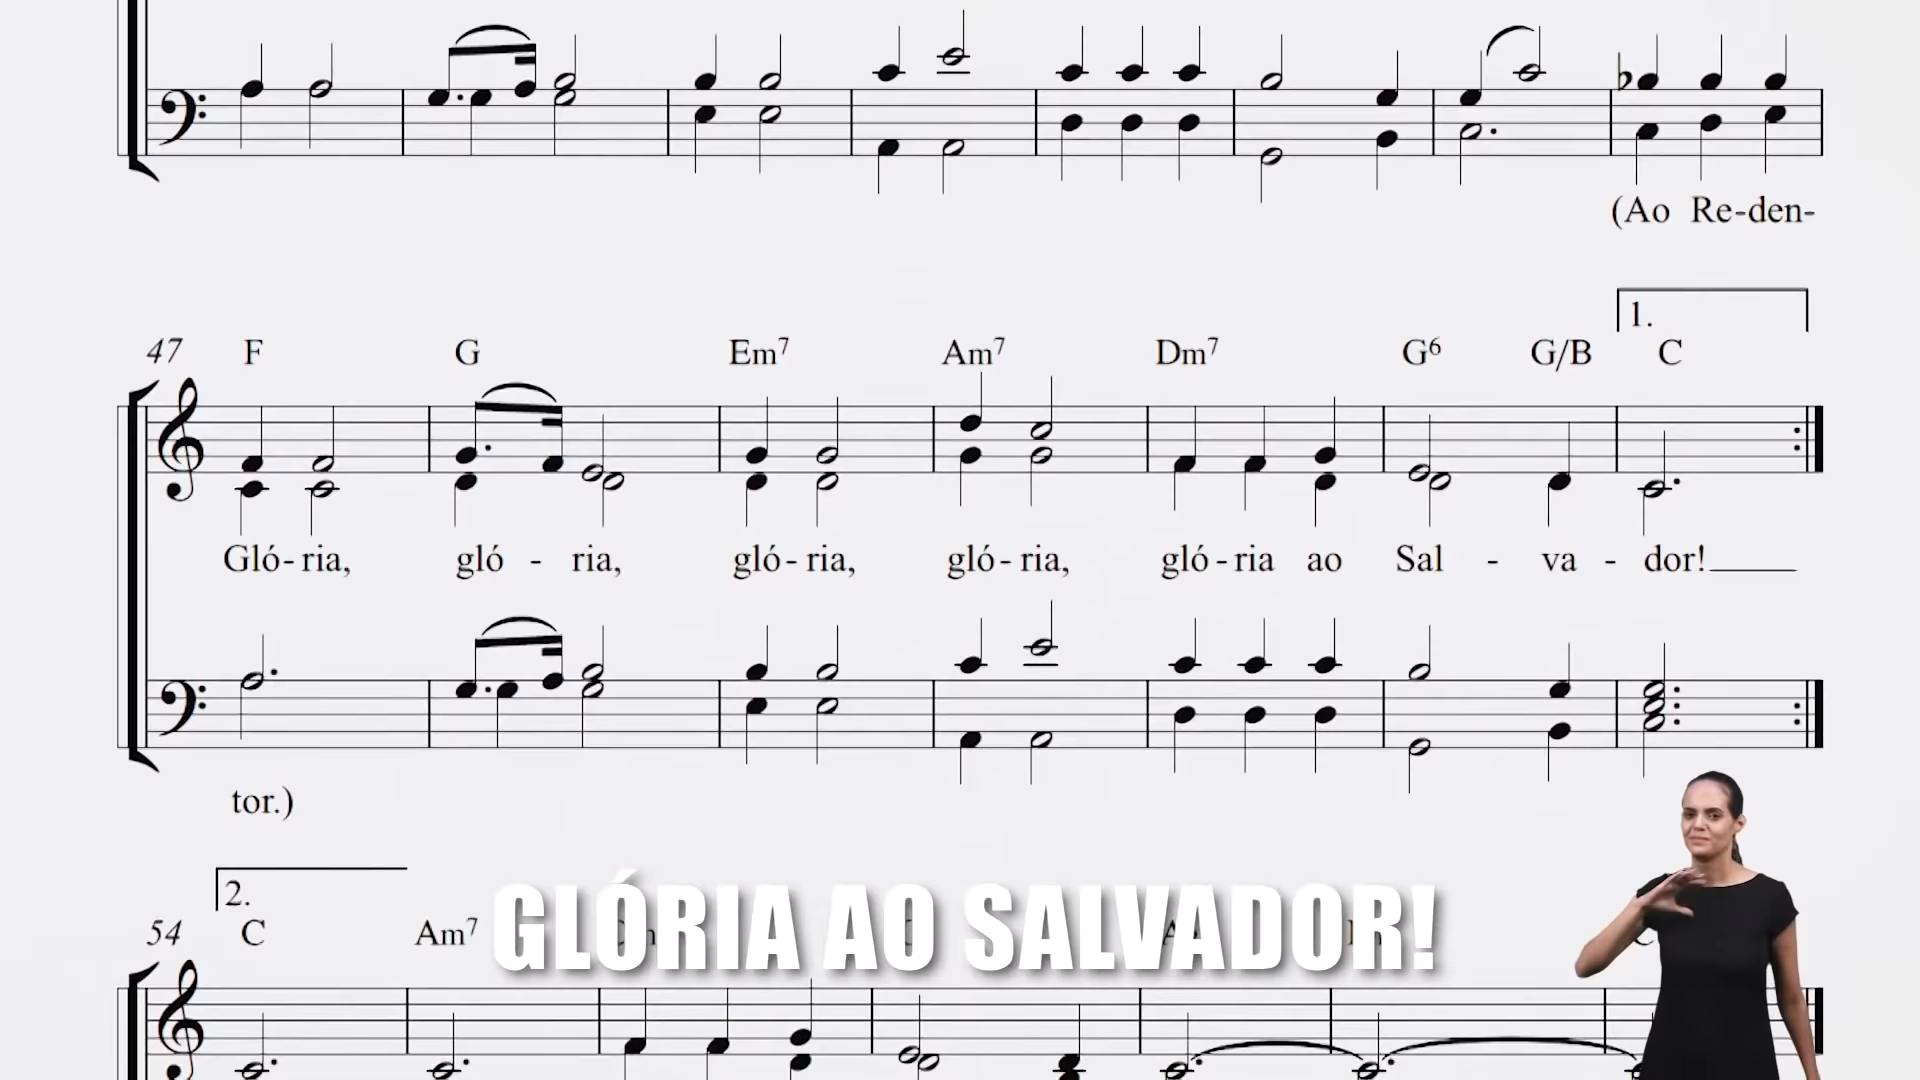 (Ao Re-den-
1.
47 F G Em7 Am7 Dm7 G6 G/B C
Gló-ria, gló - ria, gló-ria, gló-ria, gló-ria ao Sal - va - dor!
tor.)
2.
54 C Am7
GLÓRIA AO SALVADOR!